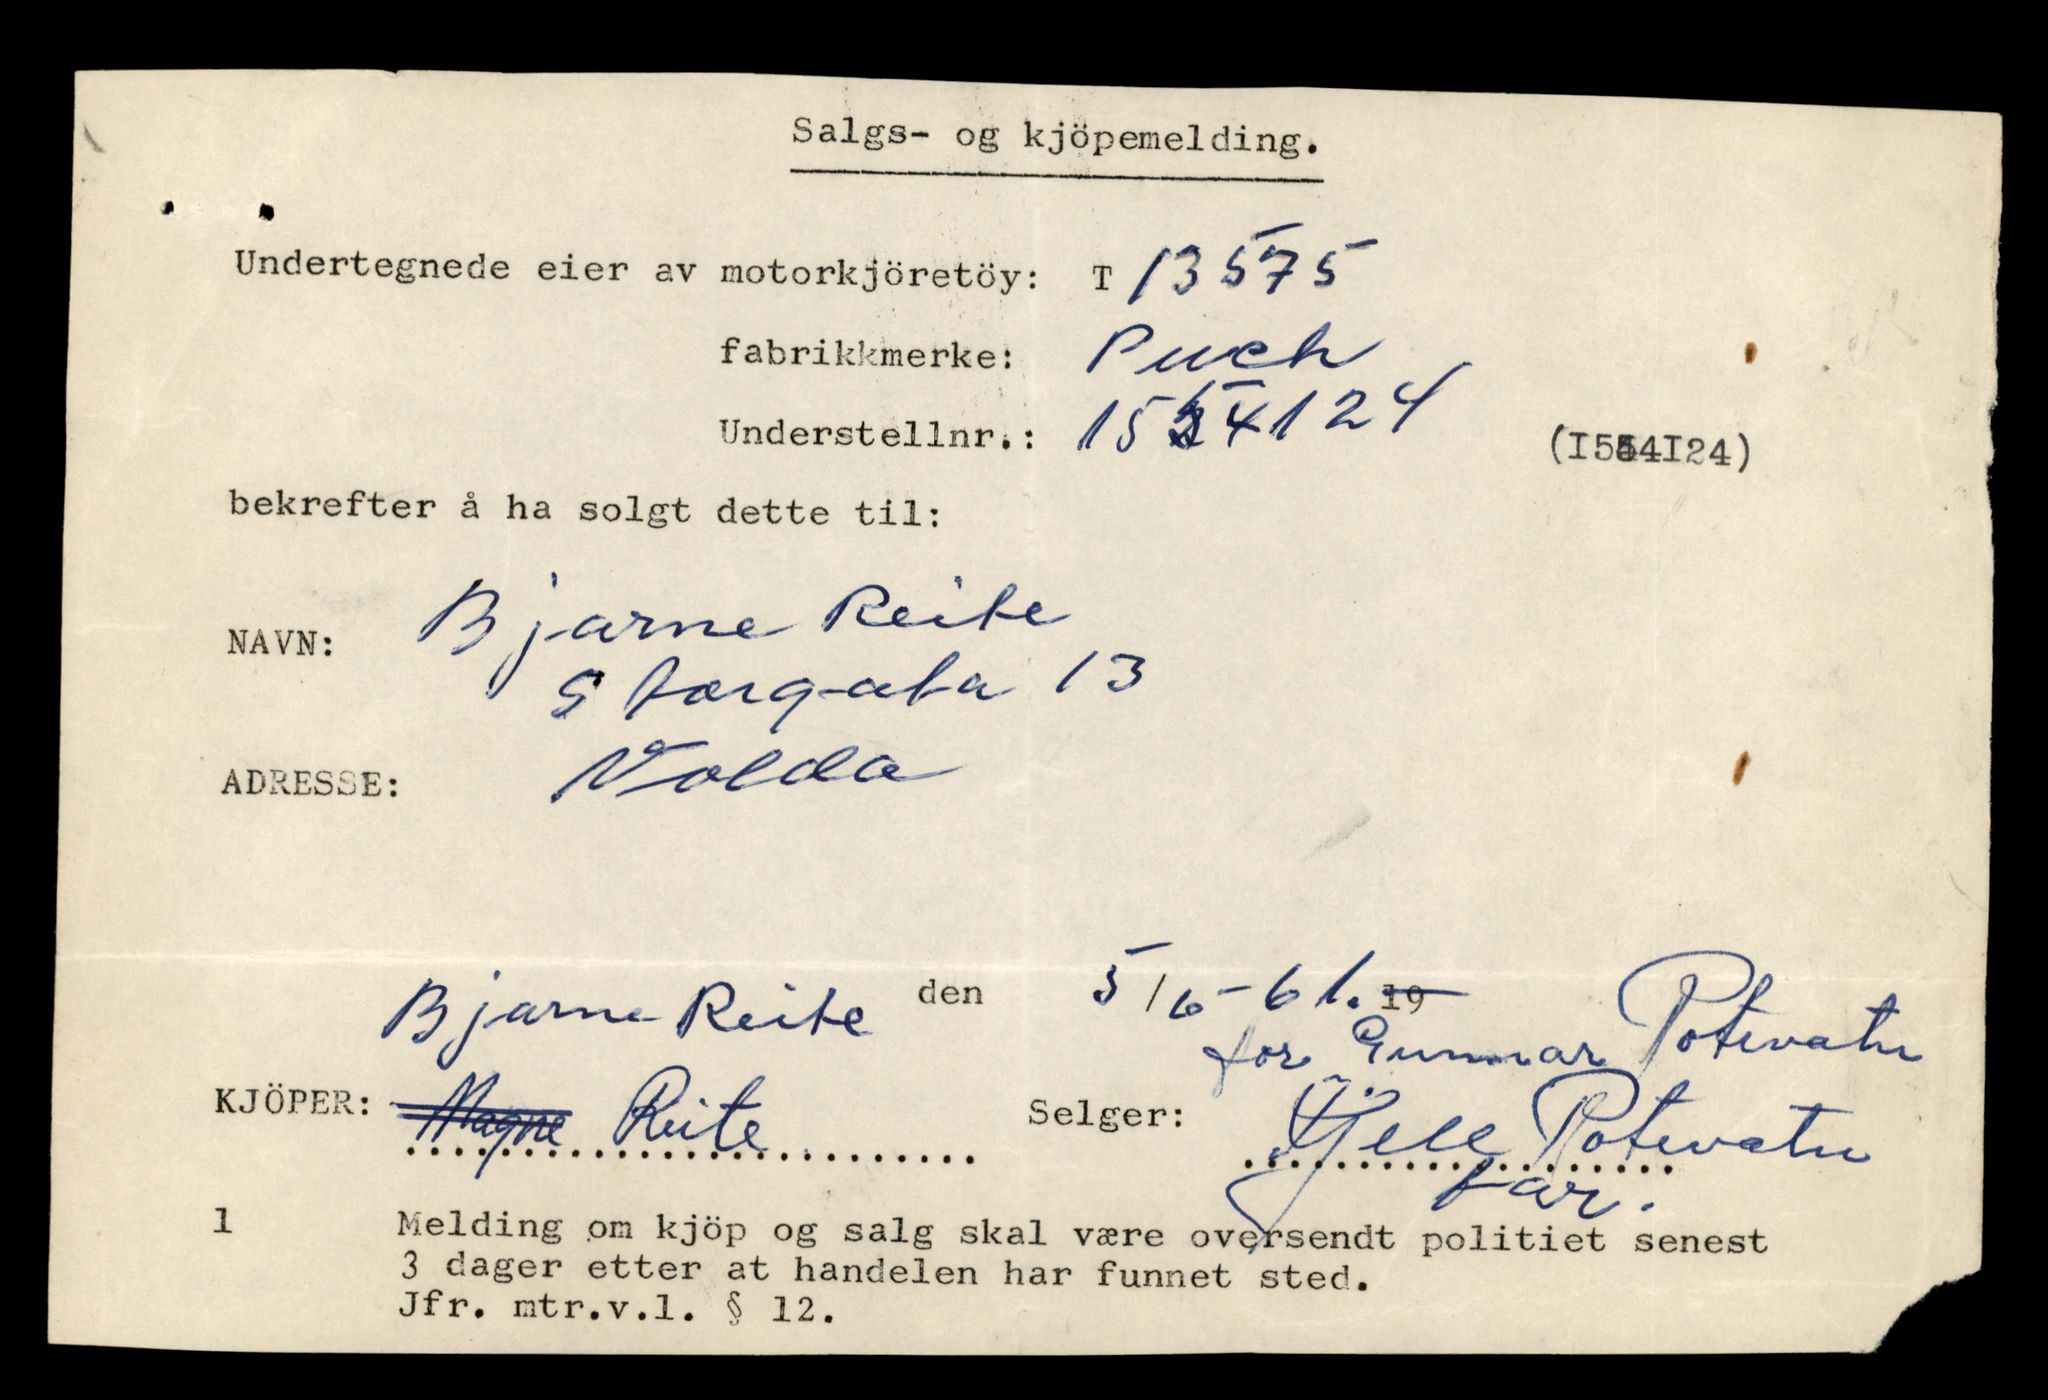 Salgs- og kjöpemelding.
Undertegnede eier av motorkjöretöy: T 13575
fabrikkmerke: Puch
Understellnr.: 1554124 (I554I24)
bekrefter å ha solgt dette til:
NAVN: Bjarne Reite
Storgata 13
ADRESSE: Volda
Bjarne Reite den 5/6-61. 19
for Gunnar Potevatn
KJÖPER: Magne Reite Selger: Kjell Potevatn
far.
1 Melding om kjöp og salg skal være oversendt politiet senest
3 dager etter at handelen har funnet sted.
Jfr. mtr.v.l. § 12.